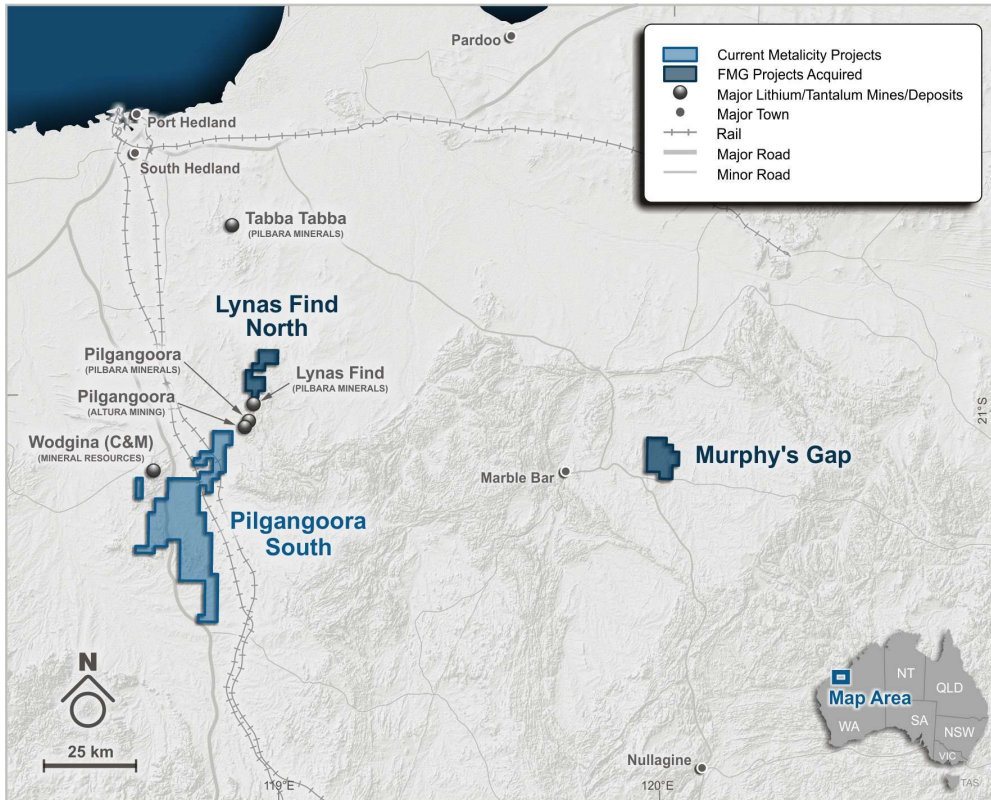 Pardoo
Current Metalicity Projects
FMG Projects Acquired
Major Lithium/Tantalum Mines/Deposits
Major Town
Rail
Major Road
Minor Road
Port Hedland
South Hedland
Tabba Tabba
(PILBARA MINERALS)
Lynas Find
North
Pilgangoora
(PILBARA MINERALS)
Lynas Find
(PILBARA MINERALS)
Pilgangoora
(ALTURA MINING)
21°S
Wodgina (C&M)
(MINERAL RESOURCES)
Marble Bar
Murphy's Gap
Pilgangoora
South
N
25 km
119°E
Nullagine
120°E
NT
QLD
Map Area
WA
SA
NSW
VIC
TAS